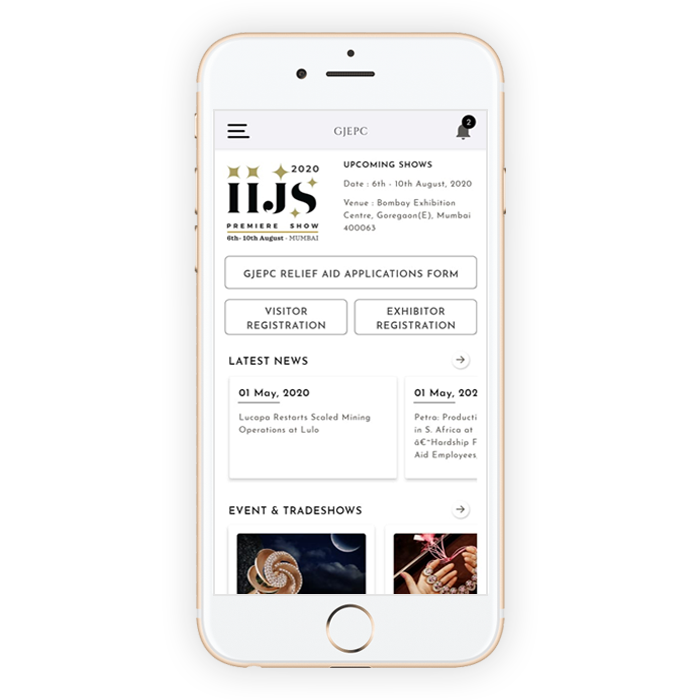 GJEPC
2
2020
IIJS
PREMIERE SHOW
6th-10th August - MUMBAI
UPCOMING SHOWS
Date : 6th - 10th August, 2020
Venue : Bombay Exhibition
Centre, Goregaon(E), Mumbai
400063
GJEPC RELIEF AID APPLICATIONS FORM
VISITOR
REGISTRATION
EXHIBITOR
REGISTRATION
LATEST NEWS
01 May, 2020
Lucapa Restarts Scaled Mining
Operations at Lulo
01 May, 202
Petra: Producti
in S. Africa at
â€˜Hardship F
Aid Employees
EVENT & TRADESHOWS